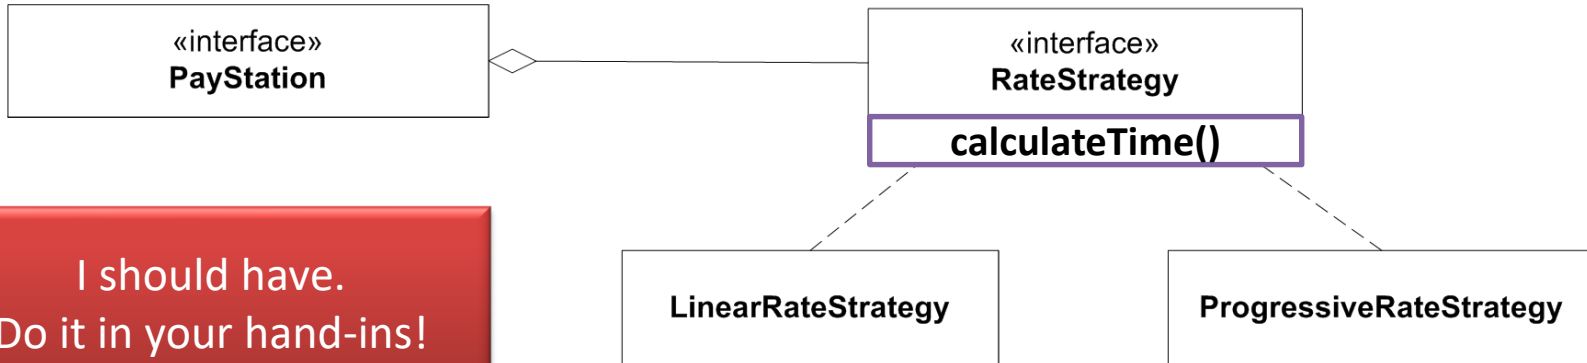 «interface»
PayStation
«interface»
RateStrategy
calculateTime()
I should have.
Do it in your hand-ins!
LinearRateStrategy
ProgressiveRateStrategy